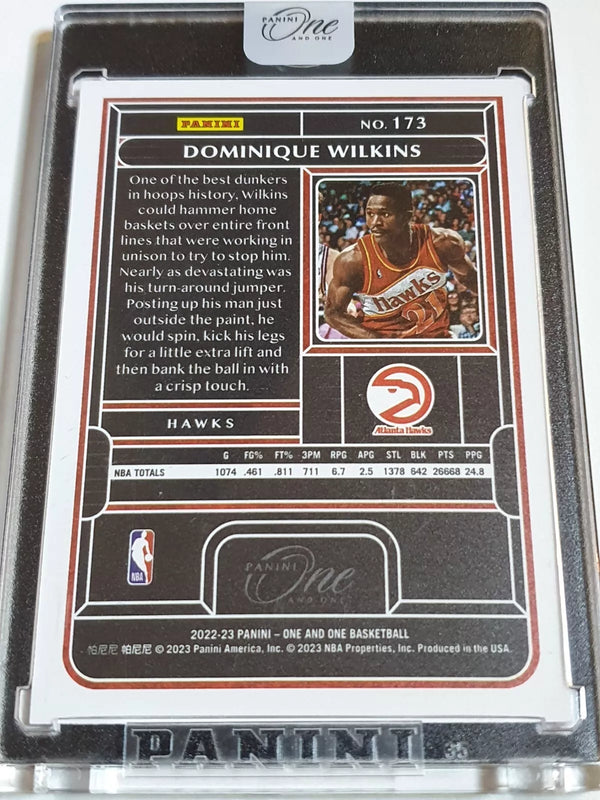 PANINI
One
AND ONE
PANINI
NO. 173
DOMINIQUE WILKINS
One of the best dunkers
in hoops history, Wilkins
could hammer home
baskets over entire front
lines that were working in
unison to try to stop him.
Nearly as devastating was
his turn-around jumper.
Posting up his man just
outside the paint, he
would spin, kick his legs
for a little extra lift and
then bank the ball in with
a crisp touch.
Hawks
21
Atlanta Hawks
HAWKS
G FG% FT% 3PM RPG APG STL BLK PTS PPG
NBA TOTALS 1074 .461 .811 711 6.7 2.5 1378 642 26668 24.8
NBA
PANINI
One
AND ONE
2022-23 PANINI – ONE AND ONE BASKETBALL
帕尼尼 帕尼尼 © 2023 Panini America, Inc. © 2023 NBA Properties, Inc. Produced in the USA.
PANINI
35